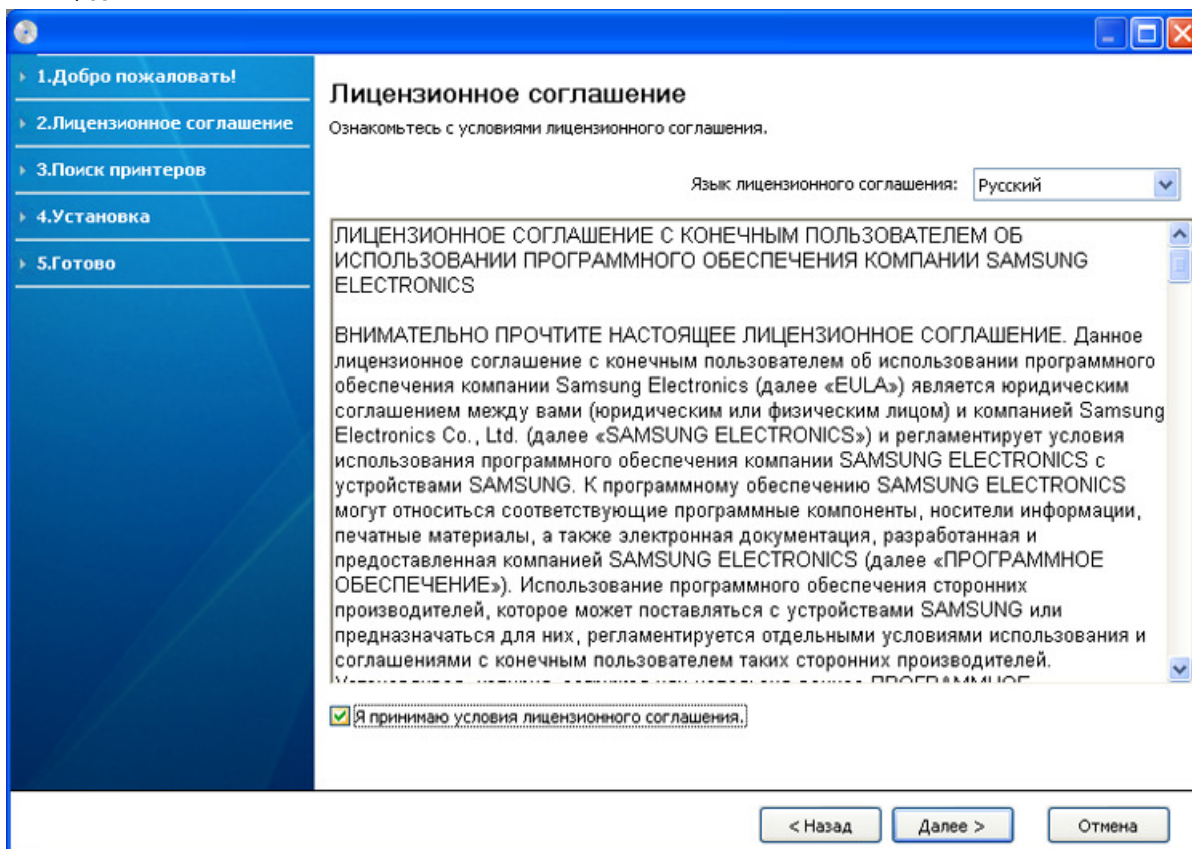 1.Добро пожаловать!
2.Лицензионное соглашение
3.Поиск принтеров
4.Установка
5.Готово
Лицензионное соглашение
Ознакомьтесь с условиями лицензионного соглашения.
Язык лицензионного соглашения: Русский
ЛИЦЕНЗИОННОЕ СОГЛАШЕНИЕ С КОНЕЧНЫМ ПОЛЬЗОВАТЕЛЕМ ОБ
ИСПОЛЬЗОВАНИИ ПРОГРАММНОГО ОБЕСПЕЧЕНИЯ КОМПАНИИ SAMSUNG
ELECTRONICS
ВНИМАТЕЛЬНО ПРОЧТИТЕ НАСТОЯЩЕЕ ЛИЦЕНЗИОННОЕ СОГЛАШЕНИЕ. Данное
лицензионное соглашение с конечным пользователем об использовании программного
обеспечения компании Samsung Electronics (далее «EULA») является юридическим
соглашением между вами (юридическим или физическим лицом) и компанией Samsung
Electronics Co., Ltd. (далее «SAMSUNG ELECTRONICS») и регламентирует условия
использования программного обеспечения компании SAMSUNG ELECTRONICS с
устройствами SAMSUNG. К программному обеспечению SAMSUNG ELECTRONICS
могут относиться соответствующие программные компоненты, носители информации,
печатные материалы, а также электронная документация, разработанная и
предоставленная компанией SAMSUNG ELECTRONICS (далее «ПРОГРАММНОЕ
ОБЕСПЕЧЕНИЕ»). Использование программного обеспечения сторонних
производителей, которое может поставляться с устройствами SAMSUNG или
предназначаться для них, регламентируется отдельными условиями использования и
соглашениями с конечным пользователем таких сторонних производителей.
Я принимаю условия лицензионного соглашения.
< Назад
Далее >
Отмена